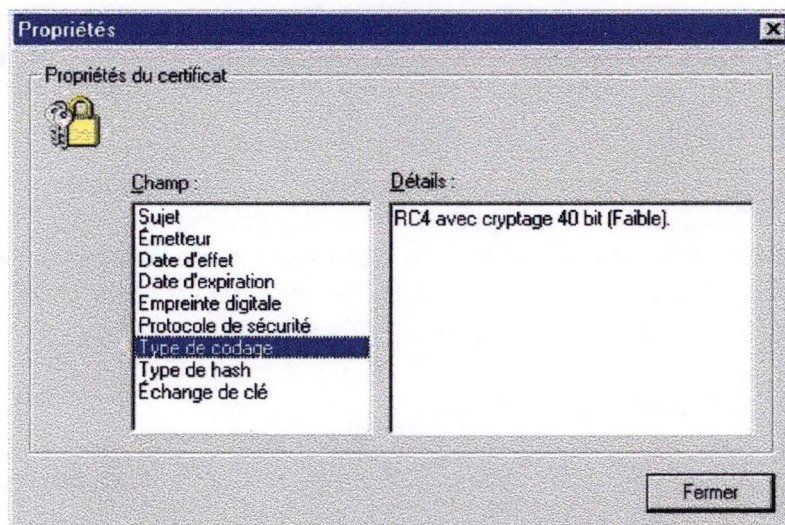 Propriétés
Propriétés du certificat
Champ :
Détails :
Sujet
Émetteur
Date d'effet
Date d'expiration
Empreinte digitale
Protocole de sécurité
Type de codage
Type de hash
Échange de clé
RC4 avec cryptage 40 bit (Faible).
Fermer